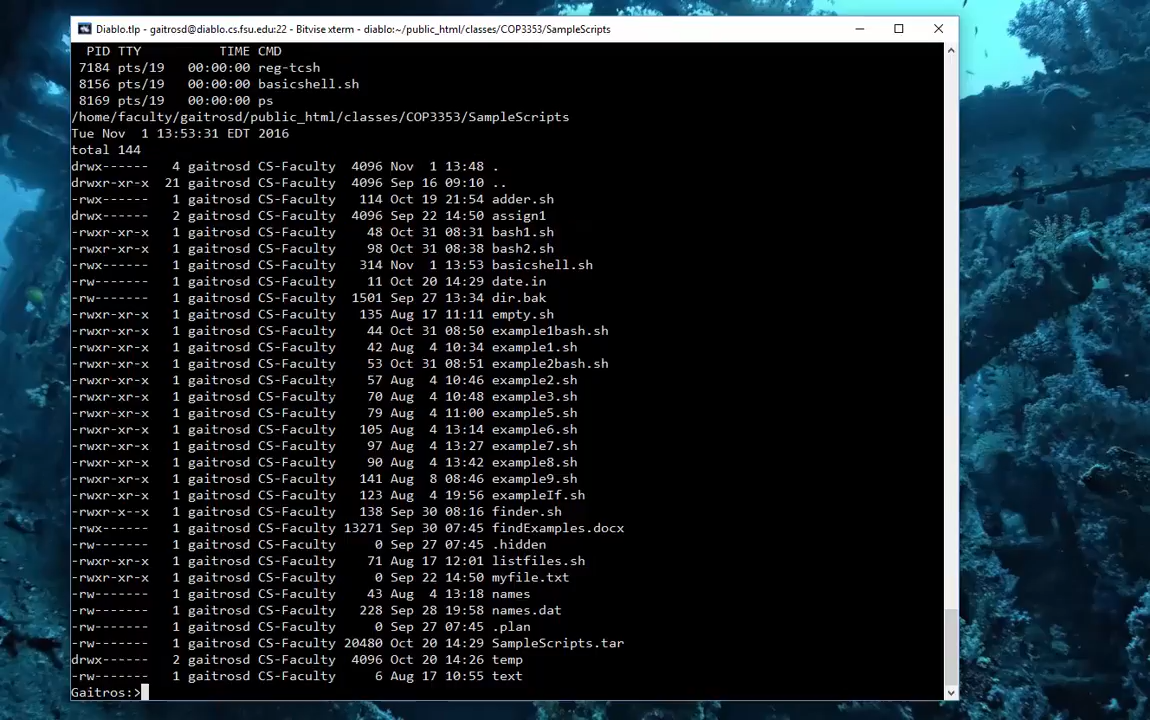 Diablo.tlp - gaitrosd@diablo.cs.fsu.edu:22 - Bitvise xterm - diablo:~/public_html/classes/COP3353/SampleScripts
PID TTY TIME CMD
7184 pts/19 00:00:00 reg-tcsh
8156 pts/19 00:00:00 basicshell.sh
8169 pts/19 00:00:00 ps
/home/faculty/gaitrosd/public_html/classes/COP3353/SampleScripts
Tue Nov 1 13:53:31 EDT 2016
total 144
drwx------ 4 gaitrosd CS-Faculty 4096 Nov 1 13:48 .
drwxr-xr-x 21 gaitrosd CS-Faculty 4096 Sep 16 09:10 ..
-rwx------ 1 gaitrosd CS-Faculty 114 Oct 19 21:54 adder.sh
drwx------ 2 gaitrosd CS-Faculty 4096 Sep 22 14:50 assign1
-rwxr-xr-x 1 gaitrosd CS-Faculty 48 Oct 31 08:31 bash1.sh
-rwxr-xr-x 1 gaitrosd CS-Faculty 98 Oct 31 08:38 bash2.sh
-rwx------ 1 gaitrosd CS-Faculty 314 Nov 1 13:53 basicshell.sh
-rw------- 1 gaitrosd CS-Faculty 11 Oct 20 14:29 date.in
-rw------- 1 gaitrosd CS-Faculty 1501 Sep 27 13:34 dir.bak
-rwxr-xr-x 1 gaitrosd CS-Faculty 135 Aug 17 11:11 empty.sh
-rwxr-xr-x 1 gaitrosd CS-Faculty 44 Oct 31 08:50 example1bash.sh
-rwxr-xr-x 1 gaitrosd CS-Faculty 42 Aug 4 10:34 example1.sh
-rwxr-xr-x 1 gaitrosd CS-Faculty 53 Oct 31 08:51 example2bash.sh
-rwxr-xr-x 1 gaitrosd CS-Faculty 57 Aug 4 10:46 example2.sh
-rwxr-xr-x 1 gaitrosd CS-Faculty 70 Aug 4 10:48 example3.sh
-rwxr-xr-x 1 gaitrosd CS-Faculty 79 Aug 4 11:00 example5.sh
-rwxr-xr-x 1 gaitrosd CS-Faculty 105 Aug 4 13:14 example6.sh
-rwxr-xr-x 1 gaitrosd CS-Faculty 97 Aug 4 13:27 example7.sh
-rwxr-xr-x 1 gaitrosd CS-Faculty 90 Aug 4 13:42 example8.sh
-rwxr-xr-x 1 gaitrosd CS-Faculty 141 Aug 8 08:46 example9.sh
-rwxr-xr-x 1 gaitrosd CS-Faculty 123 Aug 4 19:56 exampleIf.sh
-rwxr-x--x 1 gaitrosd CS-Faculty 138 Sep 30 08:16 finder.sh
-rwx------ 1 gaitrosd CS-Faculty 13271 Sep 30 07:45 findExamples.docx
-rw------- 1 gaitrosd CS-Faculty 0 Sep 27 07:45 .hidden
-rwxr-xr-x 1 gaitrosd CS-Faculty 71 Aug 17 12:01 listfiles.sh
-rwxr-xr-x 1 gaitrosd CS-Faculty 0 Sep 22 14:50 myfile.txt
-rw------- 1 gaitrosd CS-Faculty 43 Aug 4 13:18 names
-rw------- 1 gaitrosd CS-Faculty 228 Sep 28 19:58 names.dat
-rw------- 1 gaitrosd CS-Faculty 0 Sep 27 07:45 .plan
-rw------- 1 gaitrosd CS-Faculty 20480 Oct 20 14:29 SampleScripts.tar
drwx------ 2 gaitrosd CS-Faculty 4096 Oct 20 14:26 temp
-rw------- 1 gaitrosd CS-Faculty 6 Aug 17 10:55 text
Gaitros:>